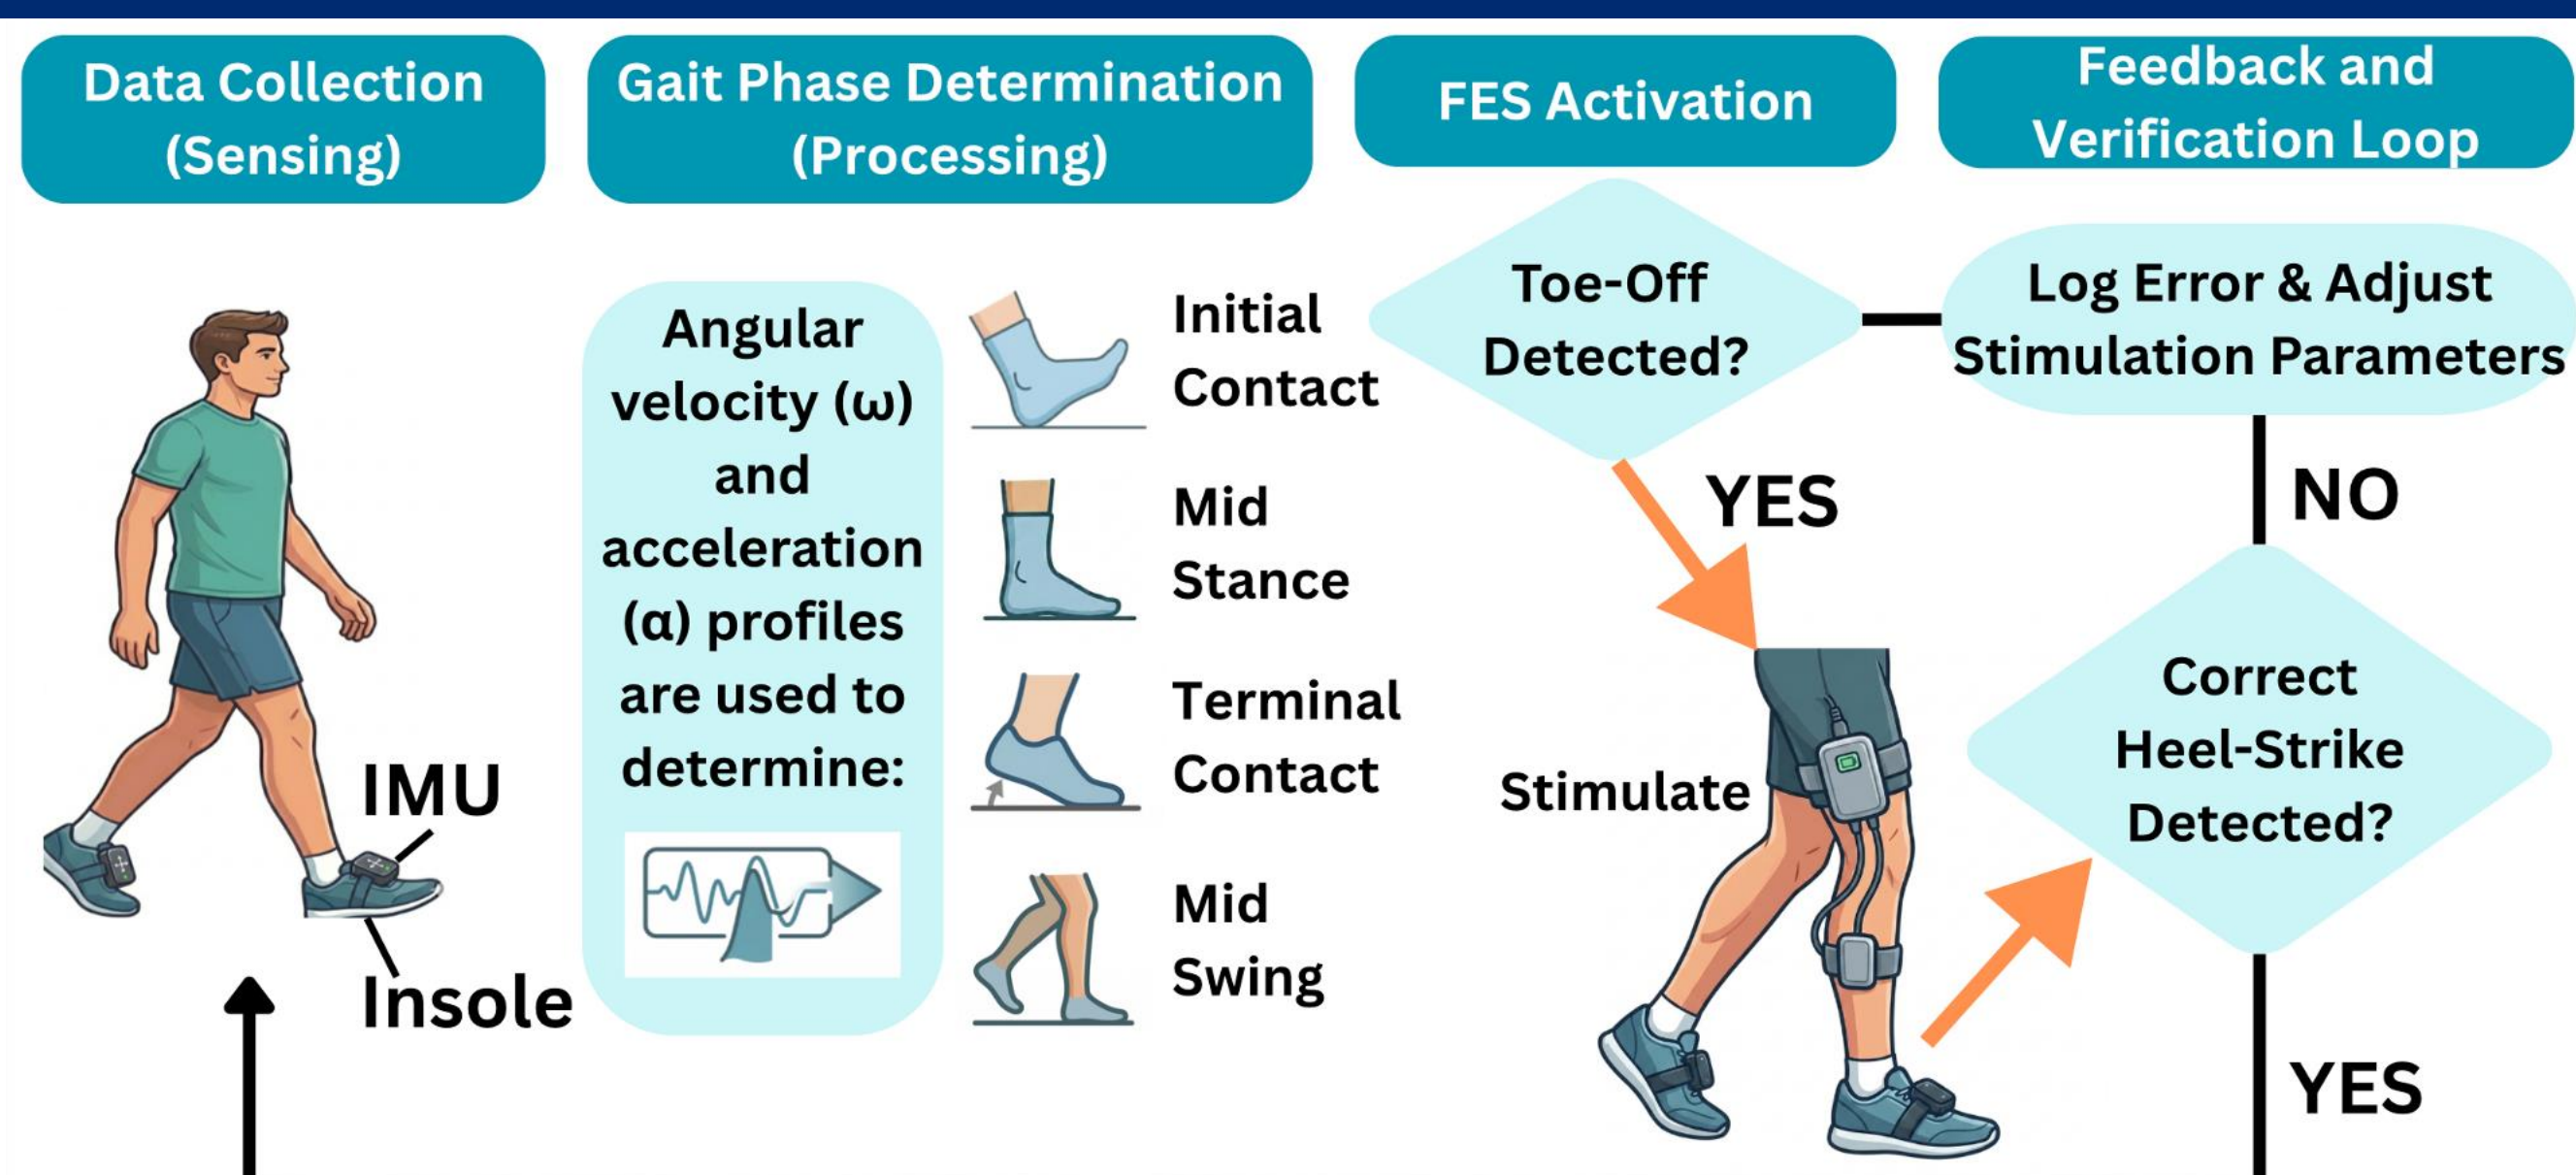 Data Collection
(Sensing)
Gait Phase Determination
(Processing)
FES Activation
Feedback and
Verification Loop
IMU
Insole
Angular
velocity (ω)
and
acceleration
(α) profiles
are used to
determine:
Initial
Contact
Mid
Stance
Terminal
Contact
Mid
Swing
Toe-Off
Detected?
YES
Stimulate
Log Error & Adjust
Stimulation Parameters
NO
Correct
Heel-Strike
Detected?
YES